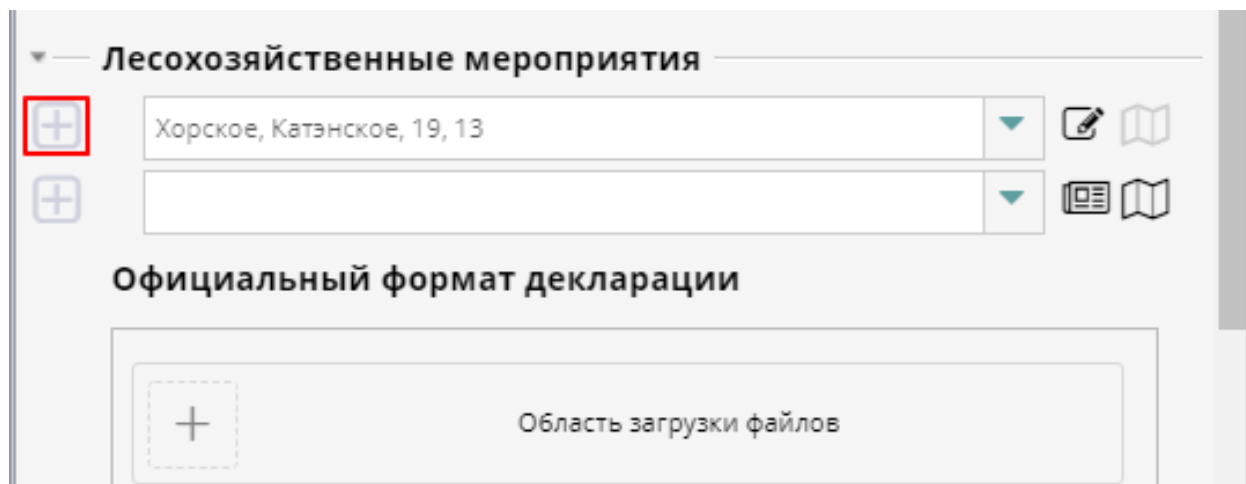 Лесохозяйственные мероприятия
Хорское, Катэнское, 19, 13
Официальный формат декларации
Область загрузки файлов